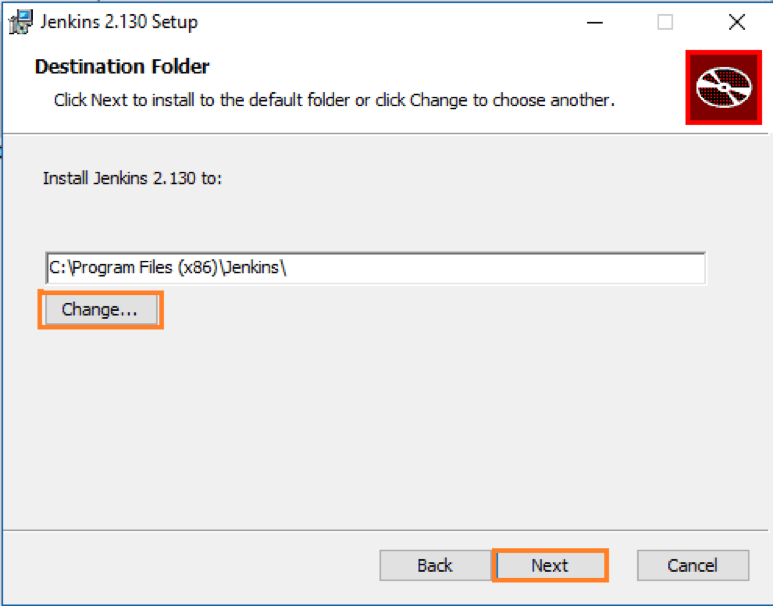 Jenkins 2.130 Setup
Destination Folder
Click Next to install to the default folder or click Change to choose another.
Install Jenkins 2.130 to:
C:\Program Files (x86)\Jenkins\
Change...
Back Next Cancel